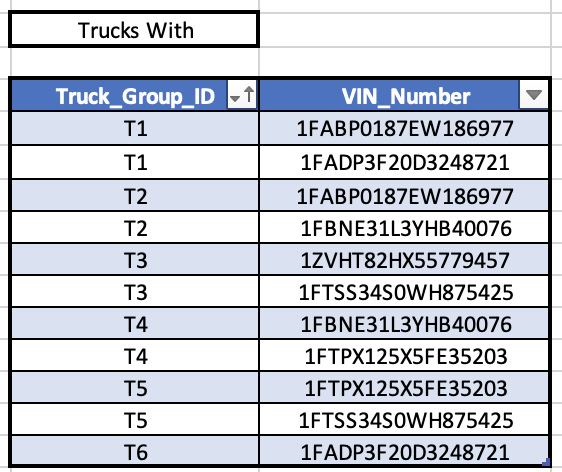 Trucks With
Truck_Group_ID VIN_Number
T1 1FABP0187EW186977
T1 1FADP3F20D3248721
T2 1FABP0187EW186977
T2 1FBNE31L3YHB40076
T3 1ZVHT82HX55779457
T3 1FTSS34S0WH875425
T4 1FBNE31L3YHB40076
T4 1FTPX125X5FE35203
T5 1FTPX125X5FE35203
T5 1FTSS34S0WH875425
T6 1FADP3F20D3248721